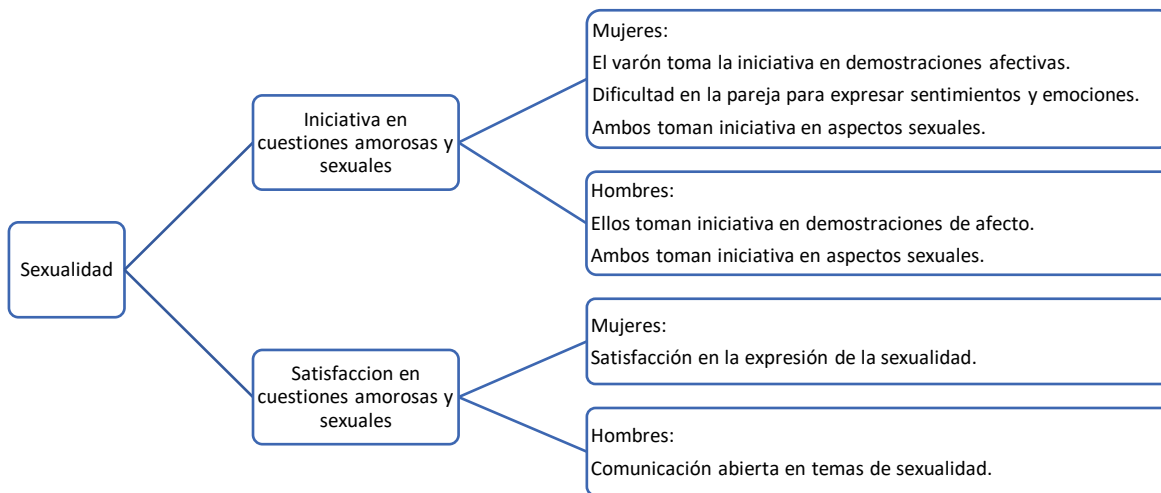 Sexualidad
Iniciativa en
cuestiones amorosas y
sexuales
Mujeres:
El varón toma la iniciativa en demostraciones afectivas.
Dificultad en la pareja para expresar sentimientos y emociones.
Ambos toman iniciativa en aspectos sexuales.
Hombres:
Ellos toman iniciativa en demostraciones de afecto.
Ambos toman iniciativa en aspectos sexuales.
Satisfaccion en
cuestiones amorosas y
sexuales
Mujeres:
Satisfacción en la expresión de la sexualidad.
Hombres:
Comunicación abierta en temas de sexualidad.